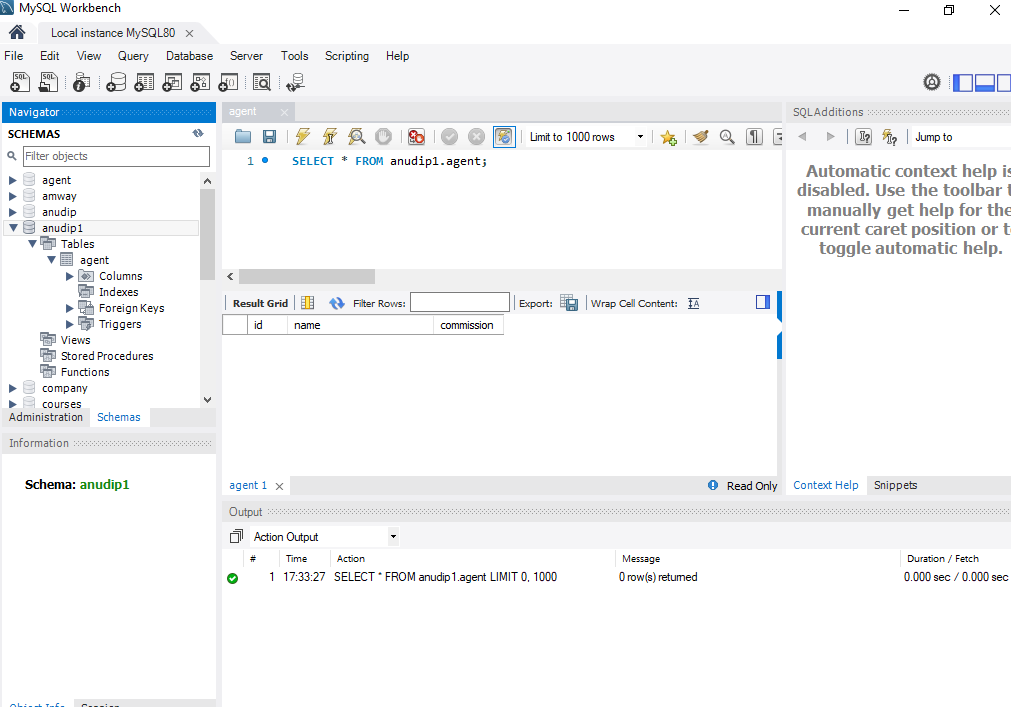 MySQL Workbench
Local instance MySQL80
File Edit View Query Database Server Tools Scripting Help
Navigator
SCHEMAS
Filter objects
agent
amway
anudip
anudip1
Tables
agent
Columns
Indexes
Foreign Keys
Triggers
Views
Stored Procedures
Functions
company
courses
Administration Schemas
Information
Schema: anudip1
Object Info Session
agent
Limit to 1000 rows
1 SELECT * FROM anudip1.agent;
Result Grid Filter Rows: Export: Wrap Cell Content: IA
id name commission
agent 1 Read Only
SQLAdditions
Jump to
Automatic context help is
disabled. Use the toolbar t
manually get help for the
current caret position or t
toggle automatic help.
Context Help Snippets
Output
Action Output
# Time Action Message Duration / Fetch
1 17:33:27 SELECT * FROM anudip1.agent LIMIT 0, 1000 0 row(s) returned 0.000 sec / 0.000 sec